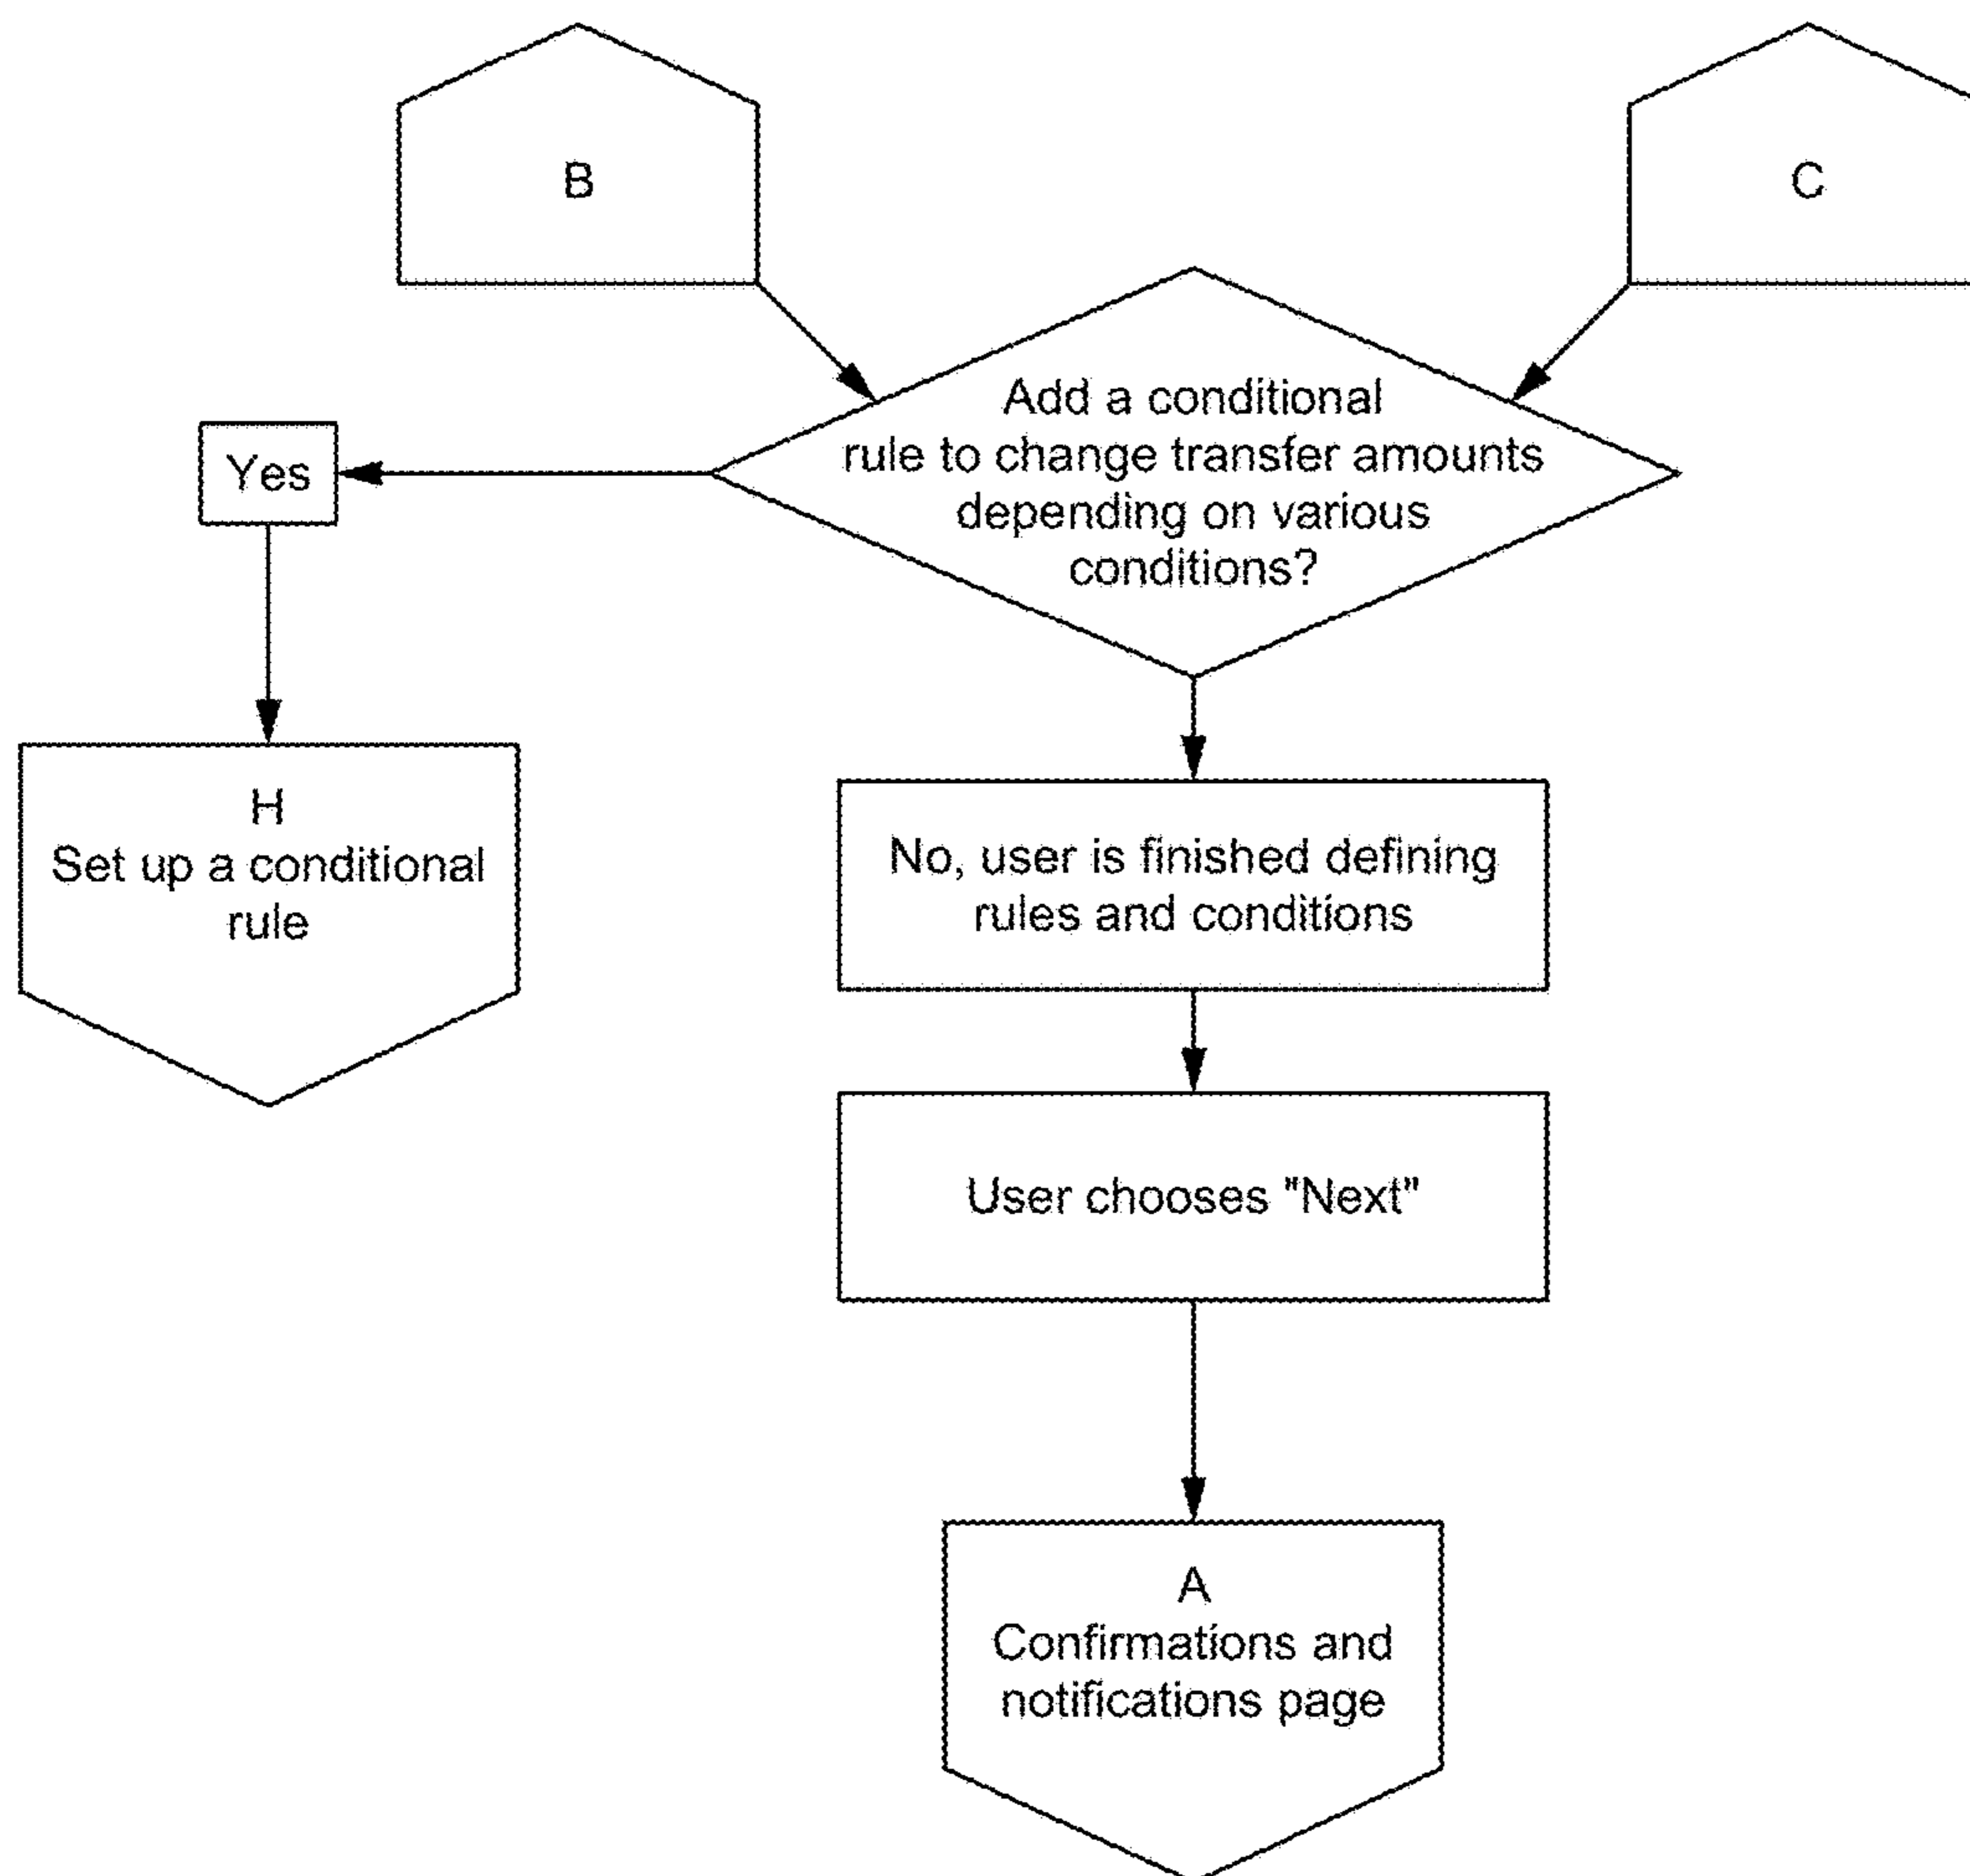 B
C
Add a conditional
rule to change transfer amounts
depending on various
conditions?
Yes
H
Set up a conditional
rule
No, user is finished defining
rules and conditions
User chooses "Next"
A
Confirmations and
notifications page